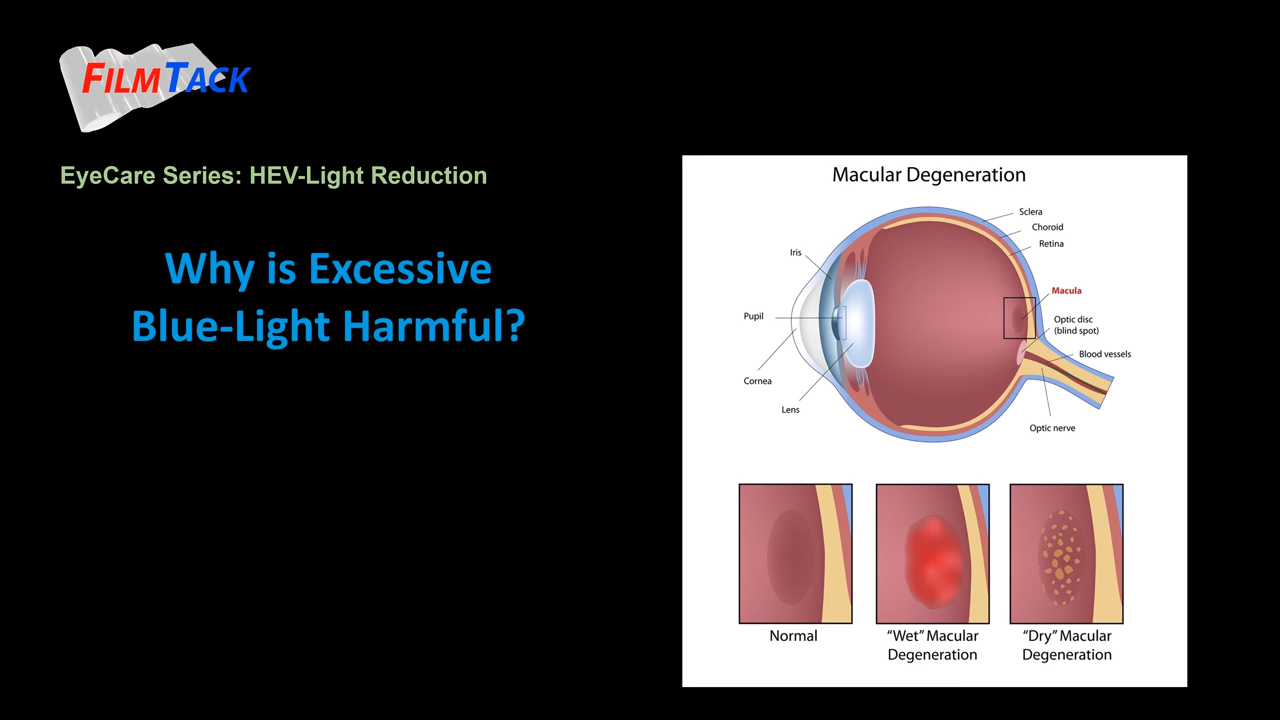 FILMTACK
EyeCare Series: HEV-Light Reduction
Why is Excessive
Blue-Light Harmful?
Macular Degeneration
Sclera
Choroid
Retina
Iris
Macula
Pupil
Optic disc
(blind spot)
Blood vessels
Cornea
Lens
Optic nerve
Normal
“Wet” Macular
Degeneration
“Dry” Macular
Degeneration